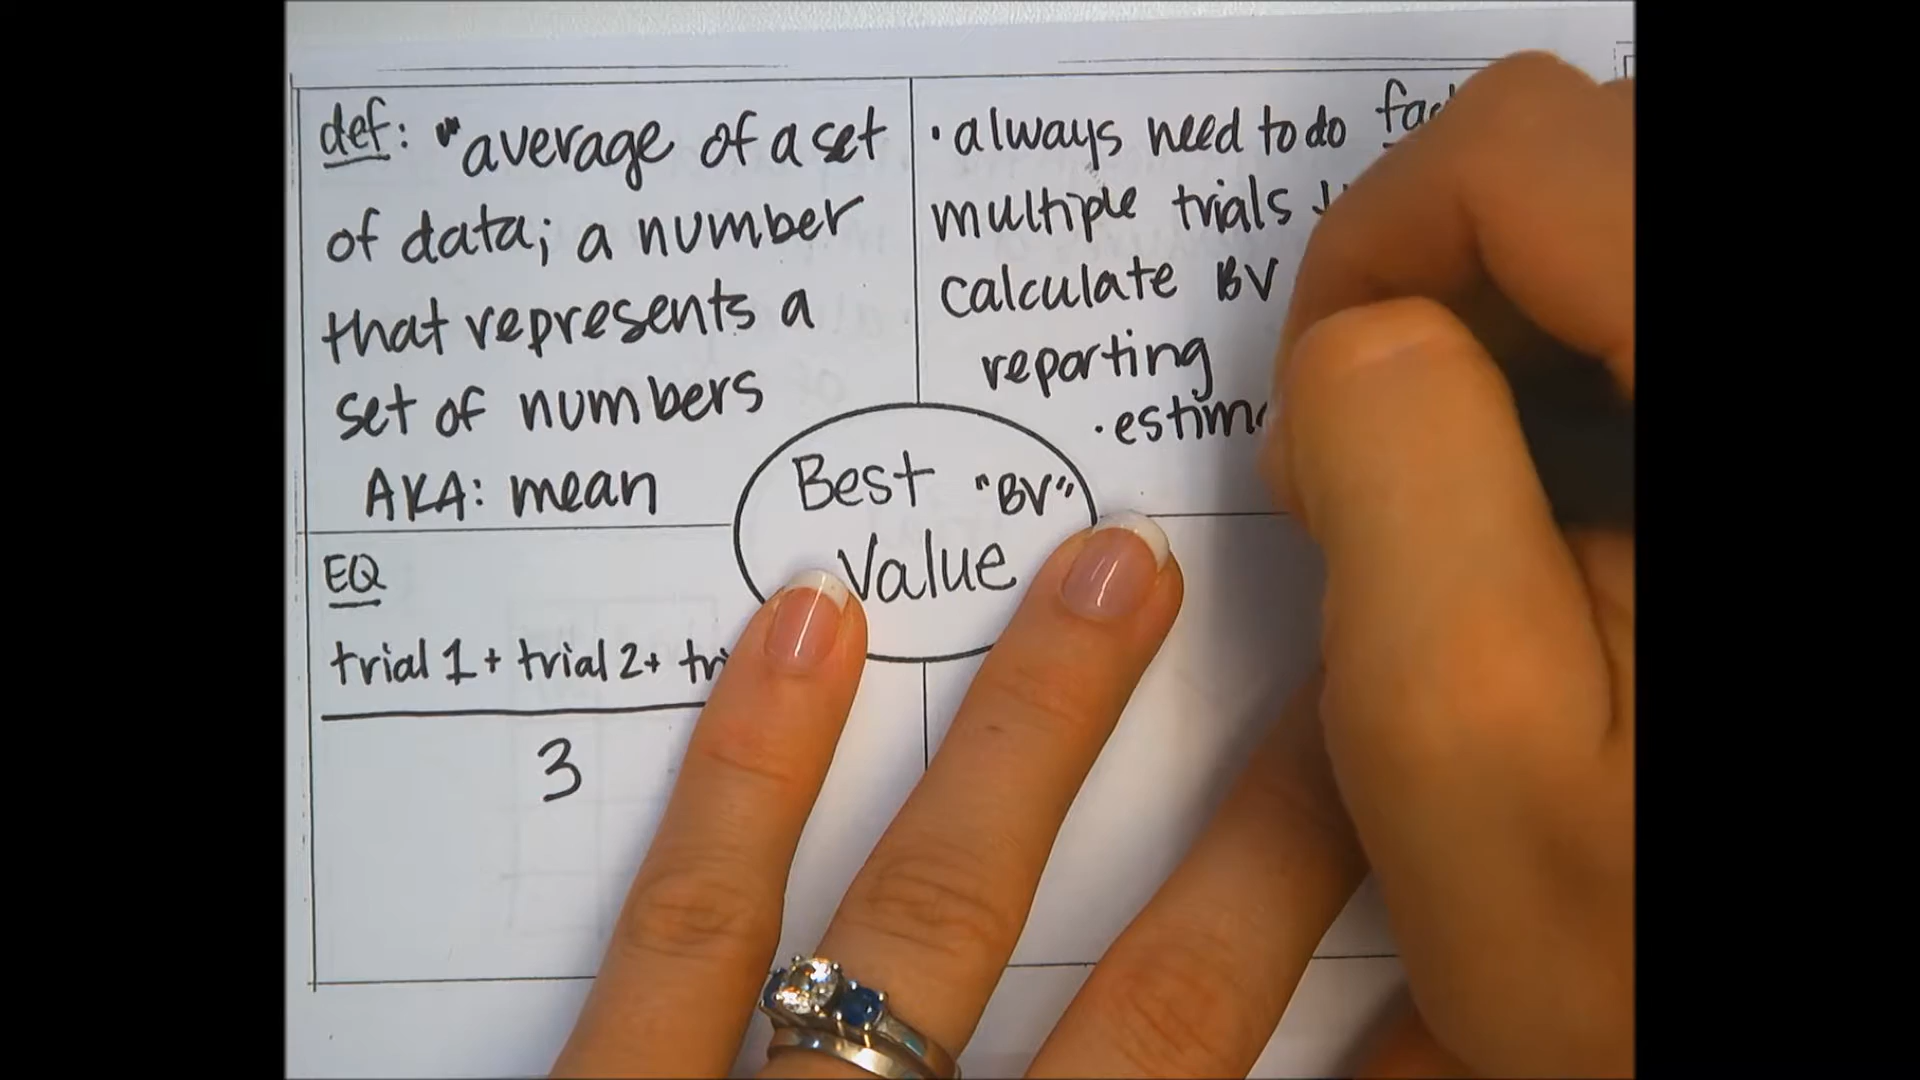 def: "average of a set
of data; a number
that represents a
set of numbers
AKA: mean
· always need to do
multiple trials
calculate BV
reporting
Best "BV"
Value
EQ
trial 1 + trial 2 +
3